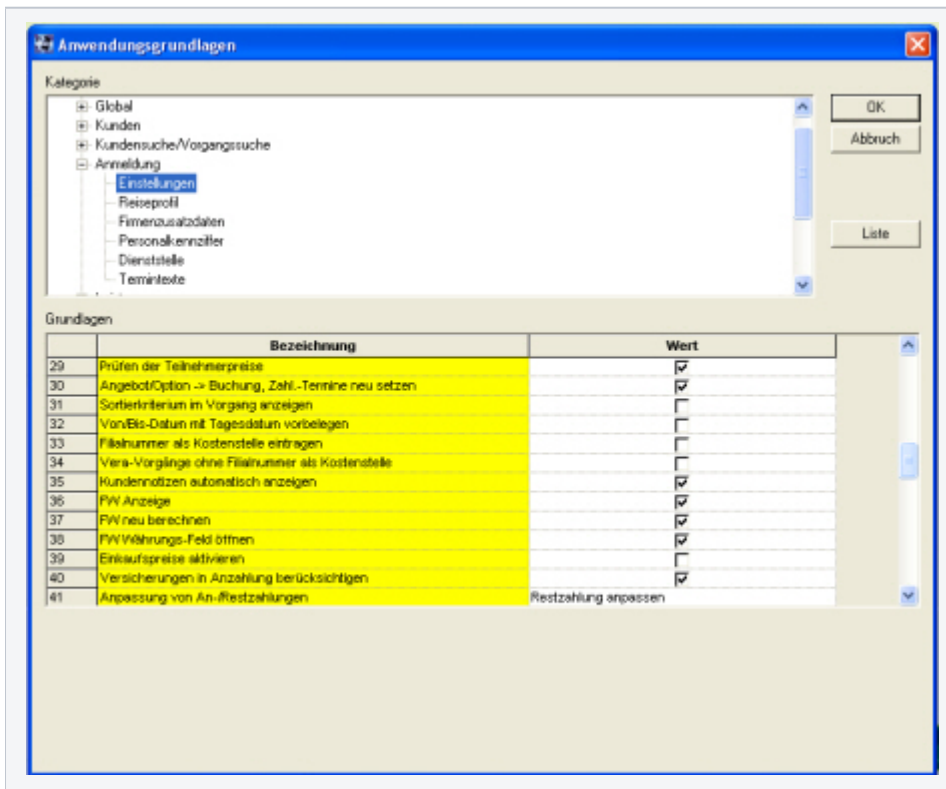 Anwendungsgrundlagen
Kategorie
Global
Kunden
Kundensuche/Vorgangssuche
Anmeldung
Einstellungen
Reiseprofil
Firmenzusatzdaten
Personalkennziffer
Dienststelle
Termintexte
OK
Abbruch
Liste
Grundlagen
Bezeichnung Wert
29 Prüfen der Teilnehmerpreise
30 Angebot/Option -> Buchung, Zahl.-Termine neu setzen
31 Sortierkriterium im Vorgang anzeigen
32 Von/Bis-Datum mit Tagesdatum vorbelegen
33 Filialnummer als Kostenstelle eintragen
34 Vera-Vorgänge ohne Filialnummer als Kostenstelle
35 Kundennotizen automatisch anzeigen
36 FW Anzeige
37 FW neu berechnen
38 FW Währungs-Feld öffnen
39 Einkaufspreise aktivieren
40 Versicherungen in Anzahlung berücksichtigen
41 Anpassung von An-/Restzahlungen Restzahlung anpassen